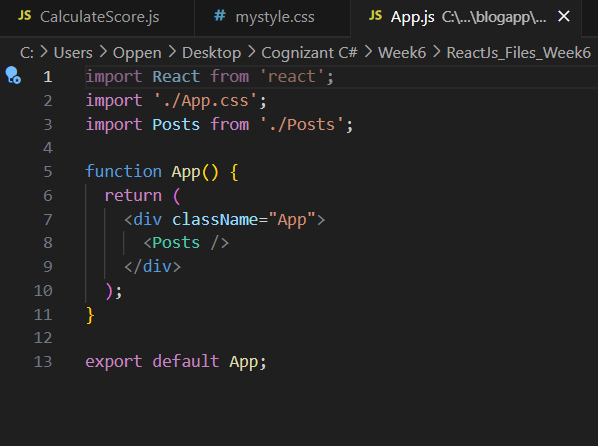 JS CalculateScore.js # mystyle.css JS App.js C:\...\blogapp\... ×
C: > Users > Oppen > Desktop > Cognizant C# > Week6 > ReactJs_Files_Week6
1 import React from 'react';
2 import './App.css';
3 import Posts from './Posts';
4
5 function App() {
6 return (
7 <div className="App">
8 <Posts />
9 </div>
10 );
11 }
12
13 export default App;